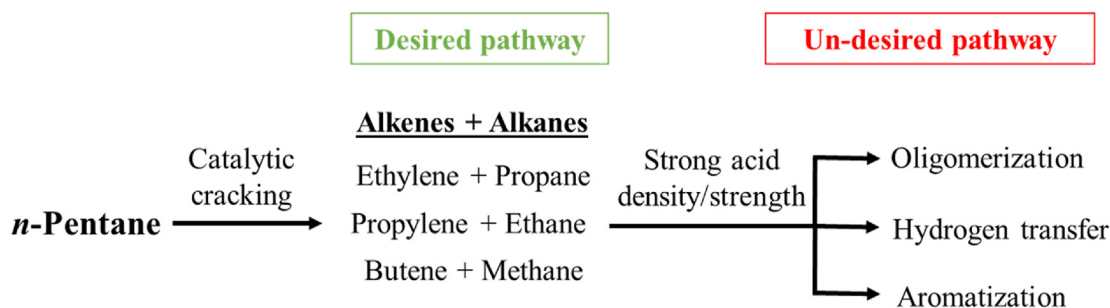 Desired pathway
Un-desired pathway
Alkenes + Alkanes
Catalytic
cracking
Ethylene + Propane
Strong acid
density/strength
Oligomerization
n-Pentane
Propylene + Ethane
Hydrogen transfer
Butene + Methane
Aromatization